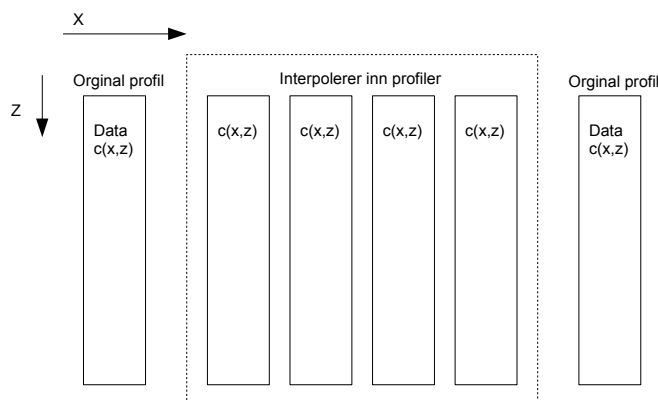 X
Z
Orginal profil
Interpolerer inn profiler
Orginal profil
Data
c(x,z)
c(x,z)
c(x,z)
c(x,z)
c(x,z)
Data
c(x,z)